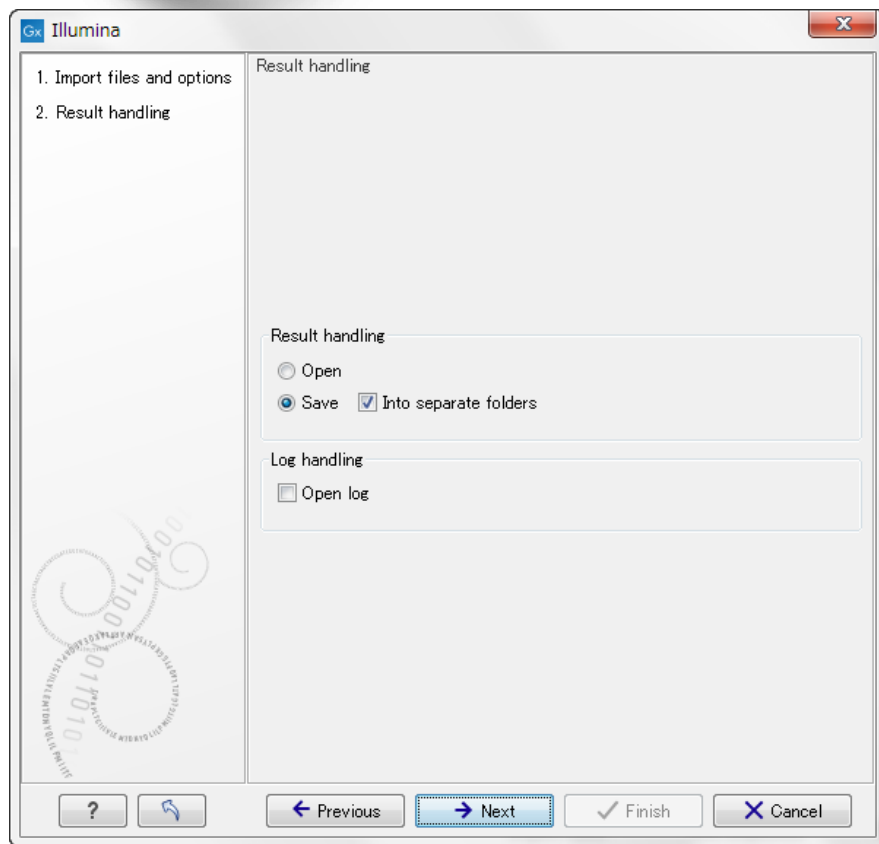 Gx Illumina
1. Import files and options
2. Result handling
Result handling
Result handling
Open
Save Into separate folders
Log handling
Open log
? Previous Next Finish Cancel